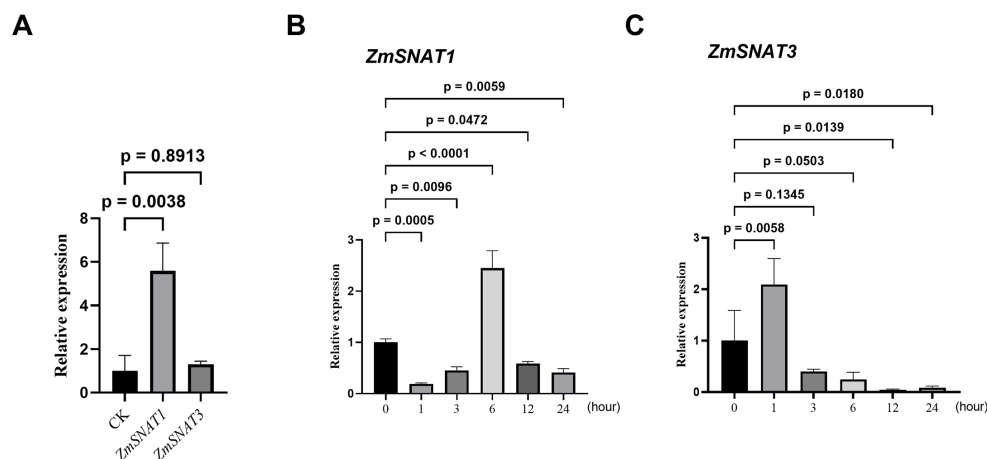 A
p = 0.8913
p = 0.0038
8
6
4
2
0
Relative expression
CK
ZmSNAT1
ZmSNAT3
B
ZmSNAT1
p = 0.0059
p = 0.0472
p < 0.0001
p = 0.0096
p = 0.0005
3
2
1
0
Relative expression
0 1 3 6 12 24 (hour)
C
ZmSNAT3
p = 0.0180
p = 0.0139
p = 0.0503
p = 0.1345
p = 0.0058
3
2
1
0
Relative expression
0 1 3 6 12 24 (hour)